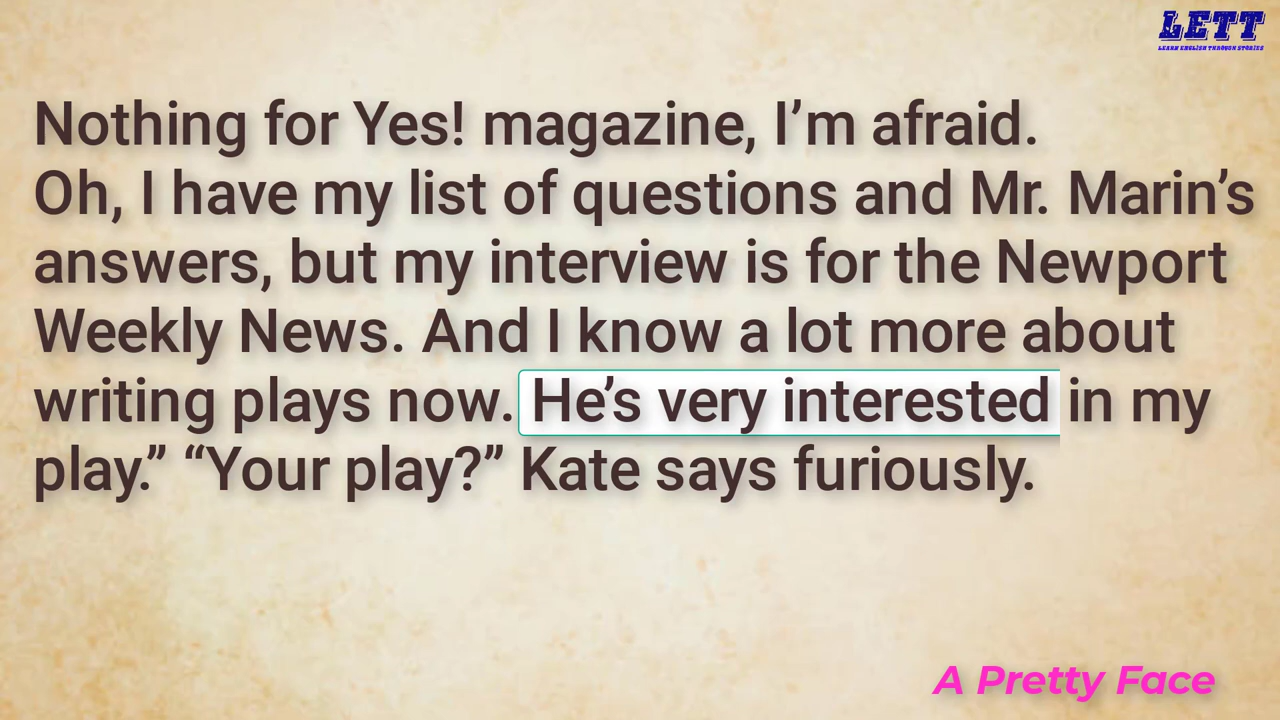 LETT
LEARN ENGLISH THROUGH STORIES
Nothing for Yes! magazine, I’m afraid.
Oh, I have my list of questions and Mr. Marin’s
answers, but my interview is for the Newport
Weekly News. And I know a lot more about
writing plays now. He’s very interested in my
play.” “Your play?” Kate says furiously.
A Pretty Face